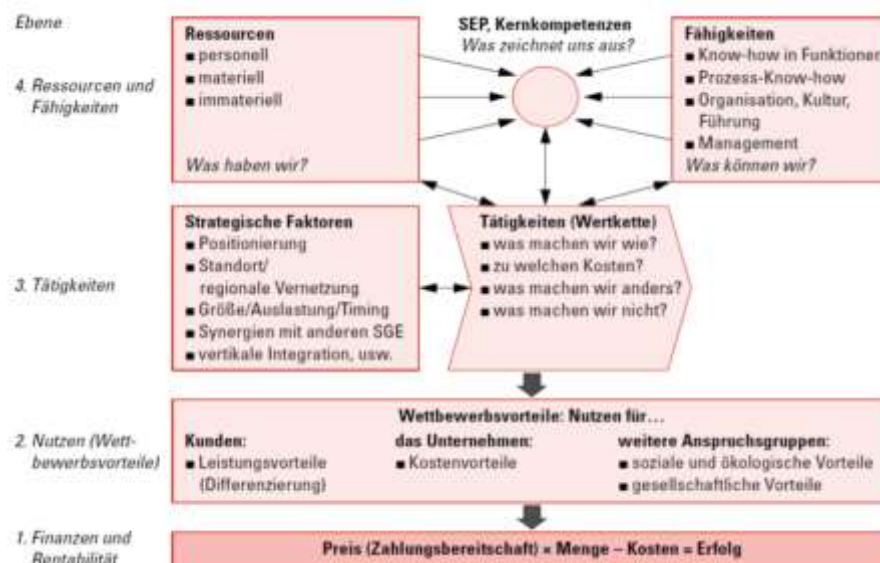 Ebene
4. Ressourcen und
Fähigkeiten
Ressourcen
■ personell
■ materiell
■ immateriell
Was haben wir?
SEP, Kernkompetenzen
Was zeichnet uns aus?
Fähigkeiten
■ Know-how in Funktionen
■ Prozess-Know-how
■ Organisation, Kultur,
Führung
■ Management
Was können wir?
3. Tätigkeiten
Strategische Faktoren
■ Positionierung
■ Standort/
regionale Vernetzung
■ Größe/Auslastung/Timing
■ Synergien mit anderen SGE
■ vertikale Integration, usw.
Tätigkeiten (Wertkette)
■ was machen wir wie?
■ zu welchen Kosten?
■ was machen wir anders?
■ was machen wir nicht?
2. Nutzen (Wett-
bewerbsvorteile)
Wettbewerbsvorteile: Nutzen für…
Kunden:
■ Leistungsvorteile
(Differenzierung)
das Unternehmen:
■ Kostenvorteile
weitere Anspruchsgruppen:
■ soziale und ökologische Vorteile
■ gesellschaftliche Vorteile
1. Finanzen und
Rentabilität
Preis (Zahlungsbereitschaft) × Menge – Kosten = Erfolg